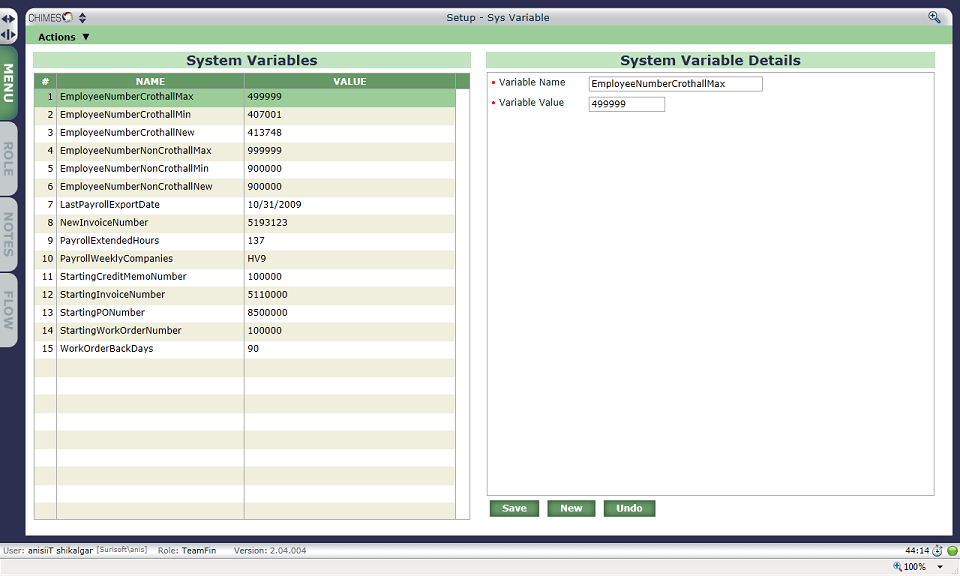 CHIMES
Setup - Sys Variable
Actions ▼
MENU
ROLE
NOTES
FLOW
System Variables
# NAME VALUE
1 EmployeeNumberCrothallMax 499999
2 EmployeeNumberCrothallMin 407001
3 EmployeeNumberCrothallNew 413748
4 EmployeeNumberNonCrothallMax 999999
5 EmployeeNumberNonCrothallMin 900000
6 EmployeeNumberNonCrothallNew 900000
7 LastPayrollExportDate 10/31/2009
8 NewInvoiceNumber 5193123
9 PayrollExtendedHours 137
10 PayrollWeeklyCompanies HV9
11 StartingCreditMemoNumber 100000
12 StartingInvoiceNumber 5110000
13 StartingPONumber 8500000
14 StartingWorkOrderNumber 100000
15 WorkOrderBackDays 90
System Variable Details
• Variable Name EmployeeNumberCrothallMax
• Variable Value 499999
Save New Undo
User: anisiiT shikalgar [Surisoft\anis] Role: TeamFin Version: 2.04.004 44:14
100%